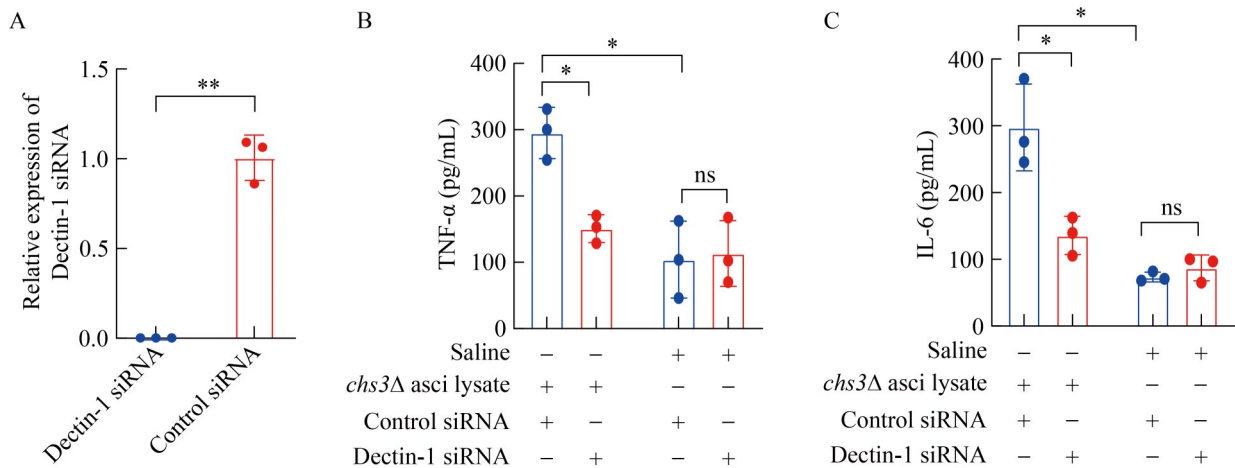 A
Relative expression of
Dectin-1 siRNA
1.5
1.0
0.5
0.0
**
Dectin-1 siRNA
Control siRNA
B
TNF-α (pg/mL)
400
300
200
100
0
*
*
ns
Saline − − + +
chs3Δ asci lysate + + − −
Control siRNA + − + −
Dectin-1 siRNA − + − +
C
IL-6 (pg/mL)
400
300
200
100
0
*
*
ns
Saline − − + +
chs3Δ asci lysate + + − −
Control siRNA + − + −
Dectin-1 siRNA − + − +